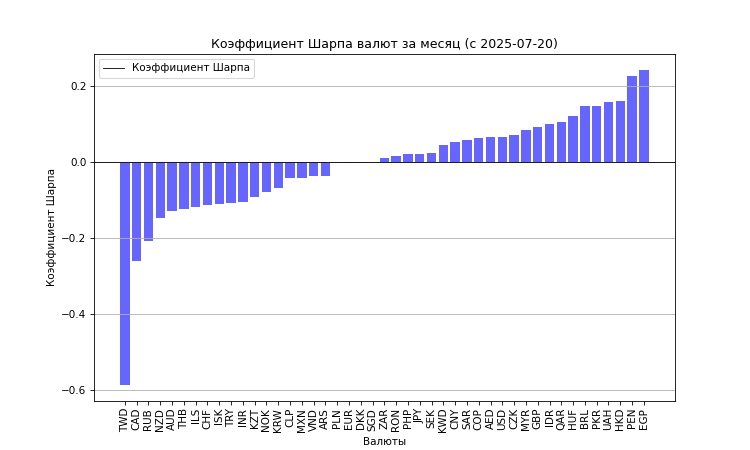 Коэффициент Шарпа валют за месяц (с 2025-07-20)
Коэффициент Шарпа
Коэффициент Шарпа
0.2
0.0
−0.2
−0.4
−0.6
TWD
CAD
RUB
NZD
AUD
THB
ILS
CHF
ISK
TRY
INR
KZT
NOK
KRW
CLP
MXN
VND
ARS
PLN
EUR
DKK
SGD
ZAR
RON
PHP
JPY
SEK
KWD
CNY
SAR
COP
AED
USD
CZK
MYR
GBP
IDR
QAR
HUF
BRL
PKR
UAH
HKD
PEN
EGP
Валюты